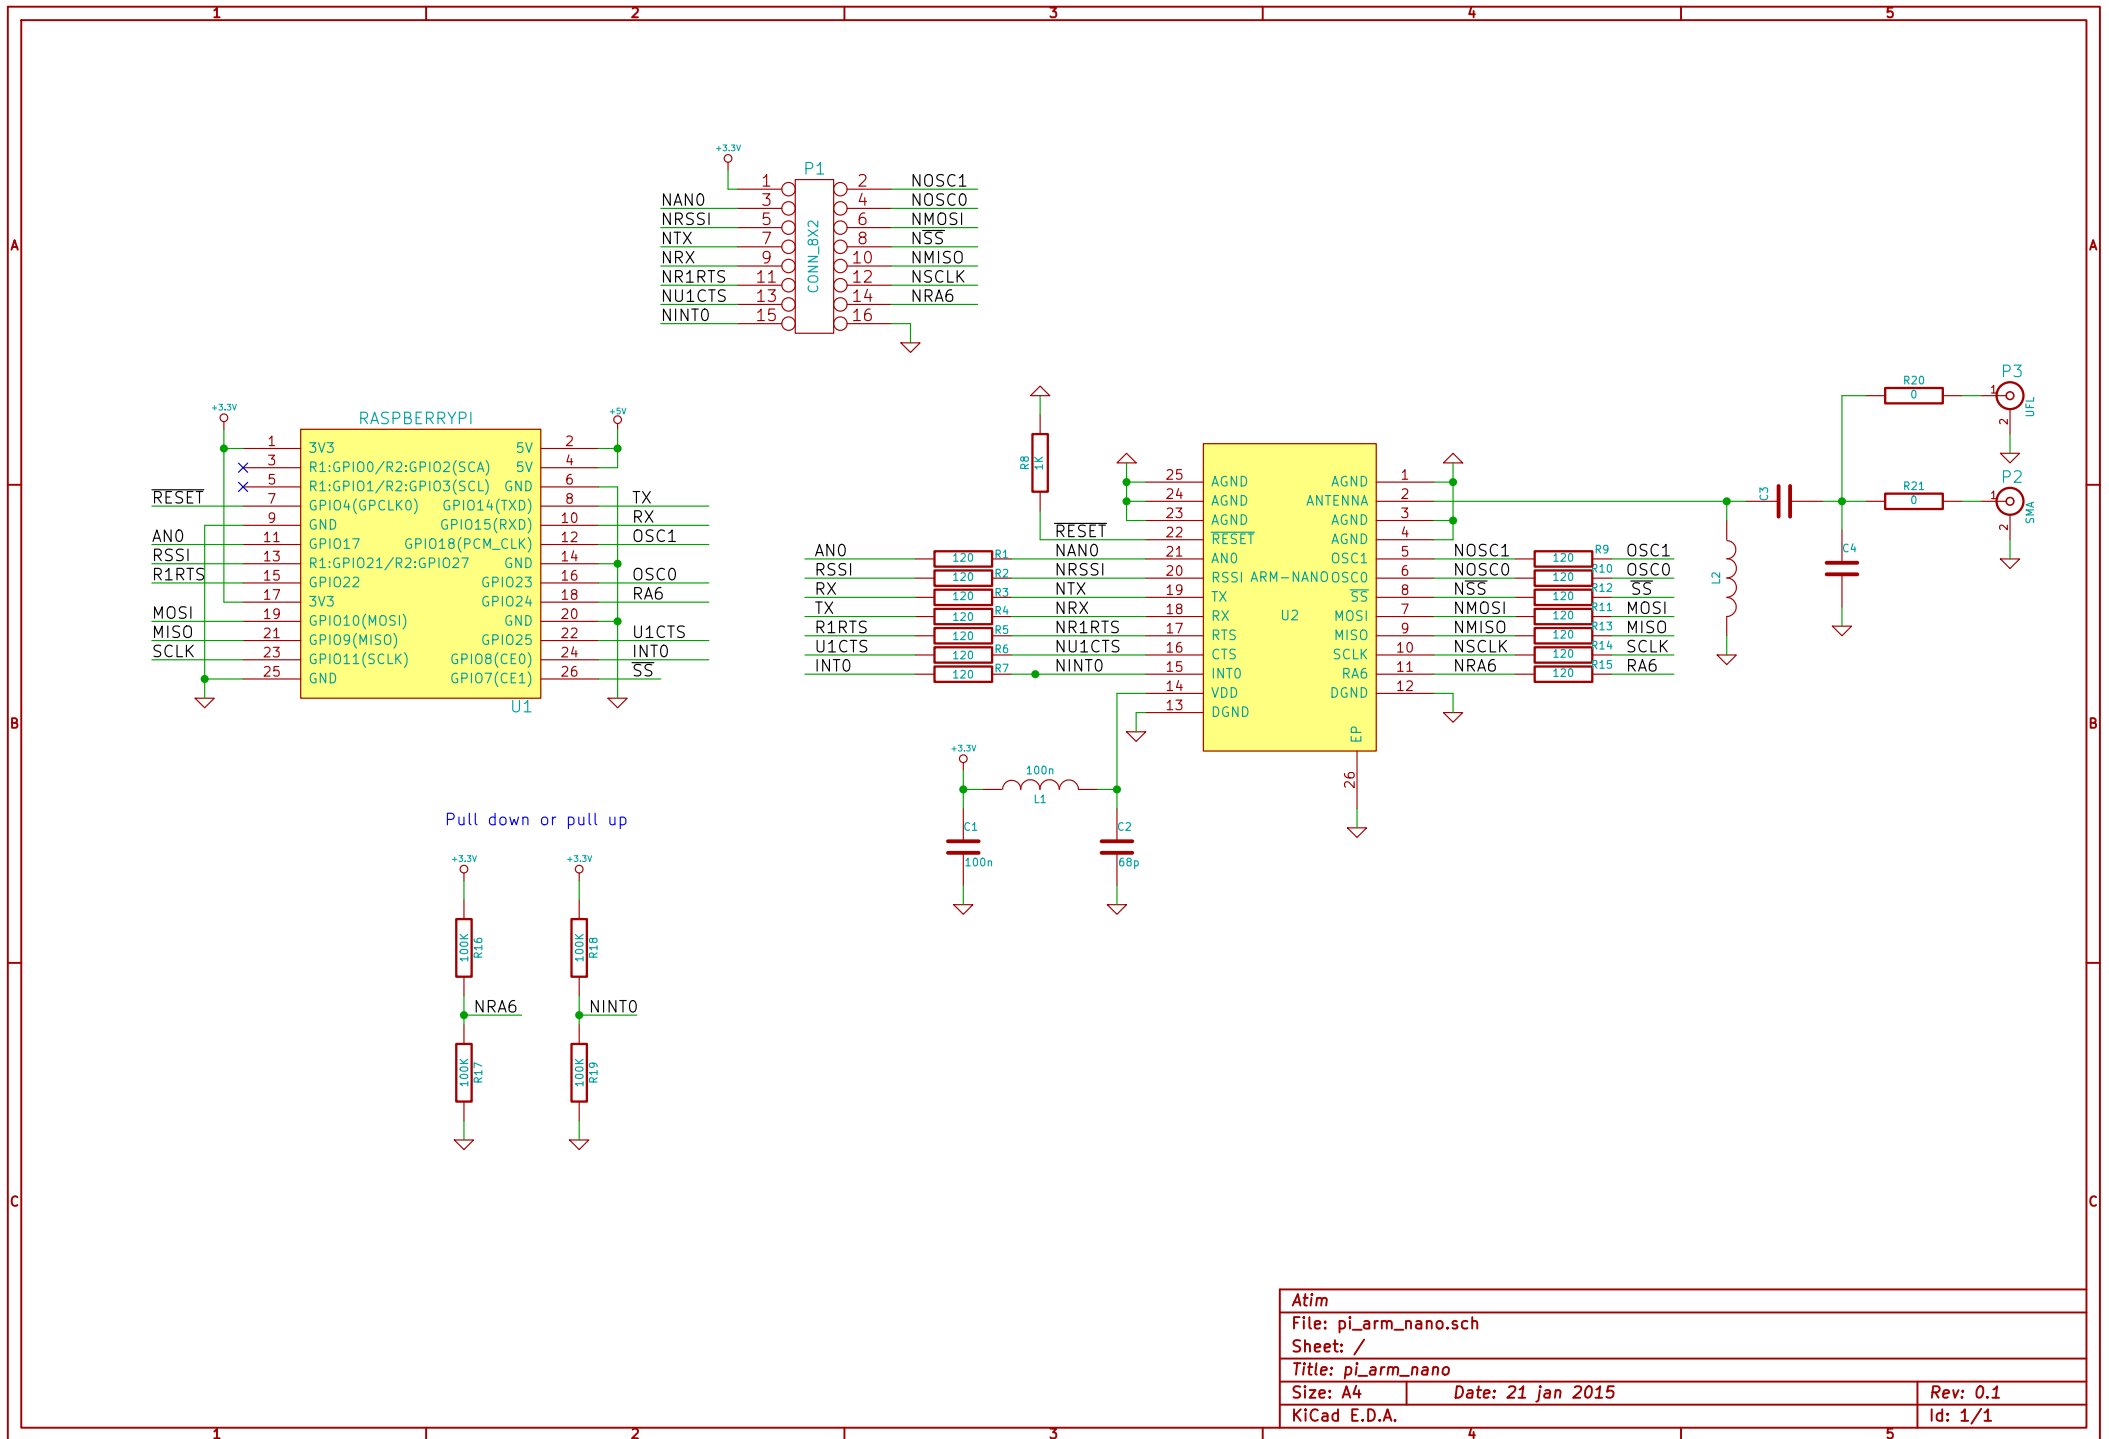 1 2 3 4 5
A A
B B
C C
+3.3V
P1
CONN_8X2
1 2 NOSC1
NAN0 3 4 NOSC0
NRSSI 5 6 NMOSI
NTX 7 8 NS̅S̅
NRX 9 10 NMISO
NR1RTS 11 12 NSCLK
NU1CTS 13 14 NRA6
NINT0 15 16
+3.3V
RASPBERRYPI
+5V
1 3V3 5V 2
3 R1:GPIO0/R2:GPIO2(SCA) 5V 4
5 R1:GPIO1/R2:GPIO3(SCL) GND 6
R̅E̅S̅E̅T̅ 7 GPIO4(GPCLK0) GPIO14(TXD) 8 TX
9 GND GPIO15(RXD) 10 RX
AN0 11 GPIO17 GPIO18(PCM_CLK) 12 OSC1
RSSI 13 R1:GPIO21/R2:GPIO27 GND 14
R1RTS 15 GPIO22 GPIO23 16 OSC0
17 3V3 GPIO24 18 RA6
MOSI 19 GPIO10(MOSI) GND 20
MISO 21 GPIO9(MISO) GPIO25 22 U1CTS
SCLK 23 GPIO11(SCLK) GPIO8(CE0) 24 INT0
25 GND GPIO7(CE1) 26 S̅S̅
U1
R8
1K
25 AGND AGND 1
24 AGND ANTENNA 2
23 AGND AGND 3
R̅E̅S̅E̅T̅ 22 R̅E̅S̅E̅T̅ AGND 4
AN0 120 R1 NAN0 21 AN0 OSC1 5 NOSC1 120 R9 OSC1
RSSI 120 R2 NRSSI 20 RSSI ARM-NANO OSC0 6 NOSC0 120 R10 OSC0
RX 120 R3 NTX 19 TX S̅S̅ 8 NS̅S̅ 120 R12 S̅S̅
TX 120 R4 NRX 18 RX U2 MOSI 7 NMOSI 120 R11 MOSI
R1RTS 120 R5 NR1RTS 17 RTS MISO 9 NMISO 120 R13 MISO
U1CTS 120 R6 NU1CTS 16 CTS SCLK 10 NSCLK 120 R14 SCLK
INT0 120 R7 NINT0 15 INT0 RA6 11 NRA6 120 R15 RA6
14 VDD DGND 12
13 DGND
EP
26
+3.3V
100n
L1
C1
100n
C2
68p
L2
C3
C4
R20
0
P3
1
2
UFL
R21
0
P2
1
2
SMA
Pull down or pull up
+3.3V +3.3V
100K R16 100K R18
NRA6 NINT0
100K R17 100K R19
Atim
File: pi_arm_nano.sch
Sheet: /
Title: pi_arm_nano
Size: A4 Date: 21 jan 2015 Rev: 0.1
KiCad E.D.A. Id: 1/1
1 2 3 4 5